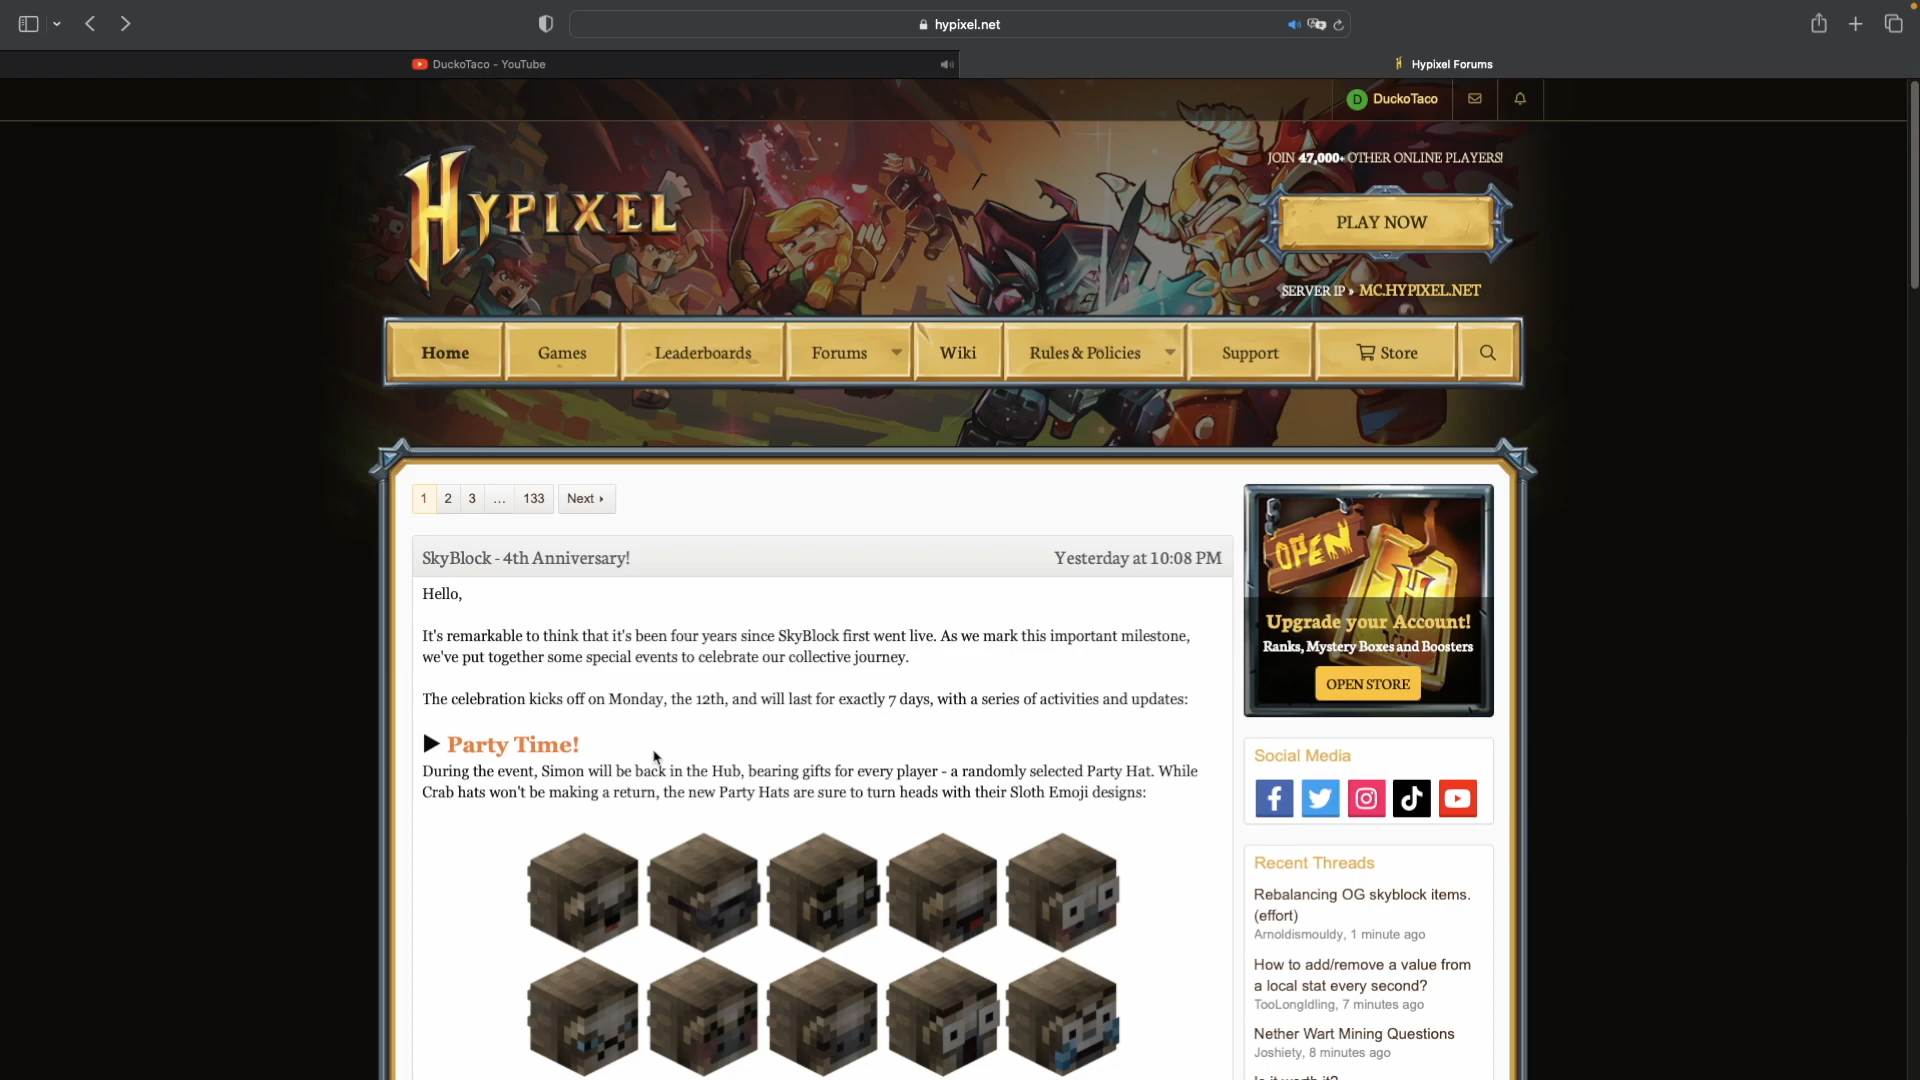 hypixel.net
DuckoTaco - YouTube
Hypixel Forums
D DuckoTaco
HYPIXEL
JOIN 47,000+ OTHER ONLINE PLAYERS!
PLAY NOW
SERVER IP » MC.HYPIXEL.NET
Home Games Leaderboards Forums Wiki Rules & Policies Support Store
1 2 3 ... 133 Next
SkyBlock - 4th Anniversary! Yesterday at 10:08 PM
Hello,
It's remarkable to think that it's been four years since SkyBlock first went live. As we mark this important milestone,
we've put together some special events to celebrate our collective journey.
The celebration kicks off on Monday, the 12th, and will last for exactly 7 days, with a series of activities and updates:
Party Time!
During the event, Simon will be back in the Hub, bearing gifts for every player - a randomly selected Party Hat. While
Crab hats won't be making a return, the new Party Hats are sure to turn heads with their Sloth Emoji designs:
OPEN
Upgrade your Account!
Ranks, Mystery Boxes and Boosters
OPEN STORE
Social Media
Recent Threads
Rebalancing OG skyblock items.
(effort)
Arnoldismouldy, 1 minute ago
How to add/remove a value from
a local stat every second?
TooLongIdling, 7 minutes ago
Nether Wart Mining Questions
Joshiety, 8 minutes ago